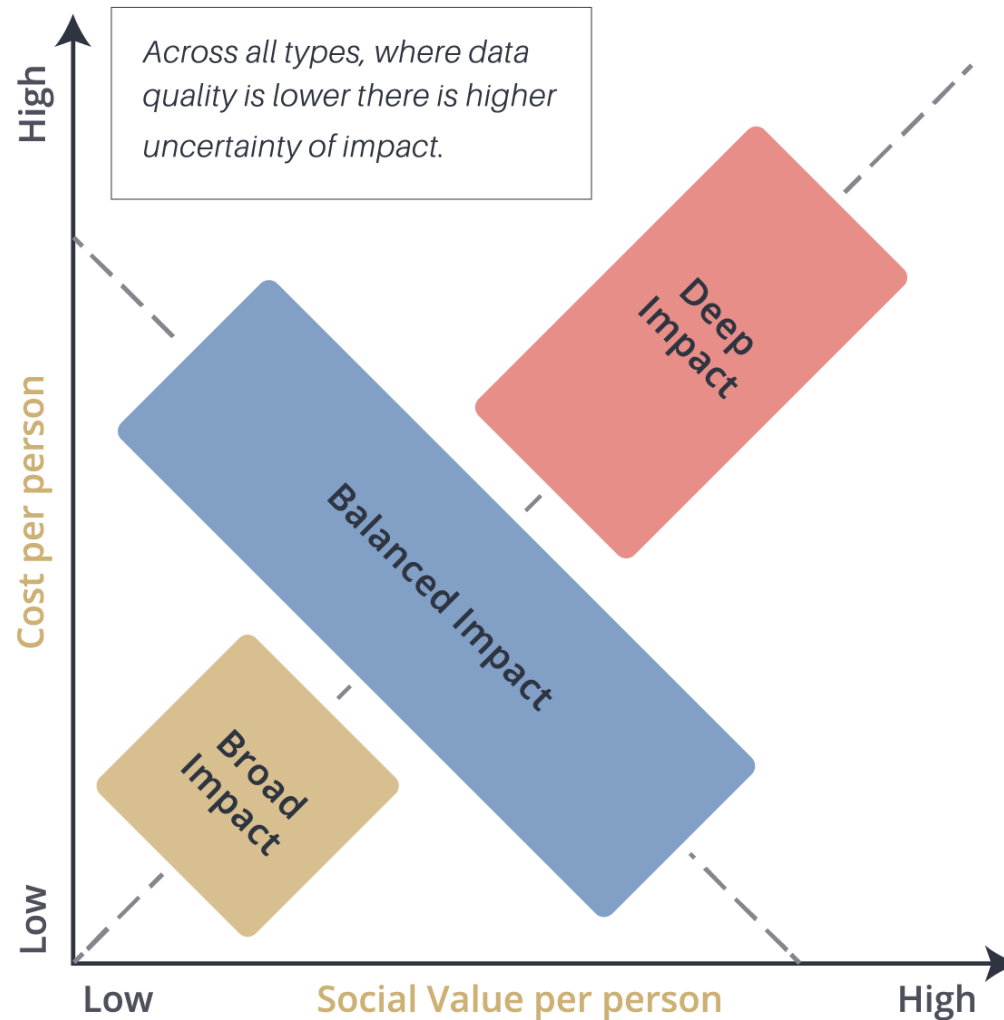 High
Across all types, where data
quality is lower there is higher
uncertainty of impact.
Deep
Impact
Cost per person
Balanced Impact
Broad
Impact
Low
Low
Social Value per person
High